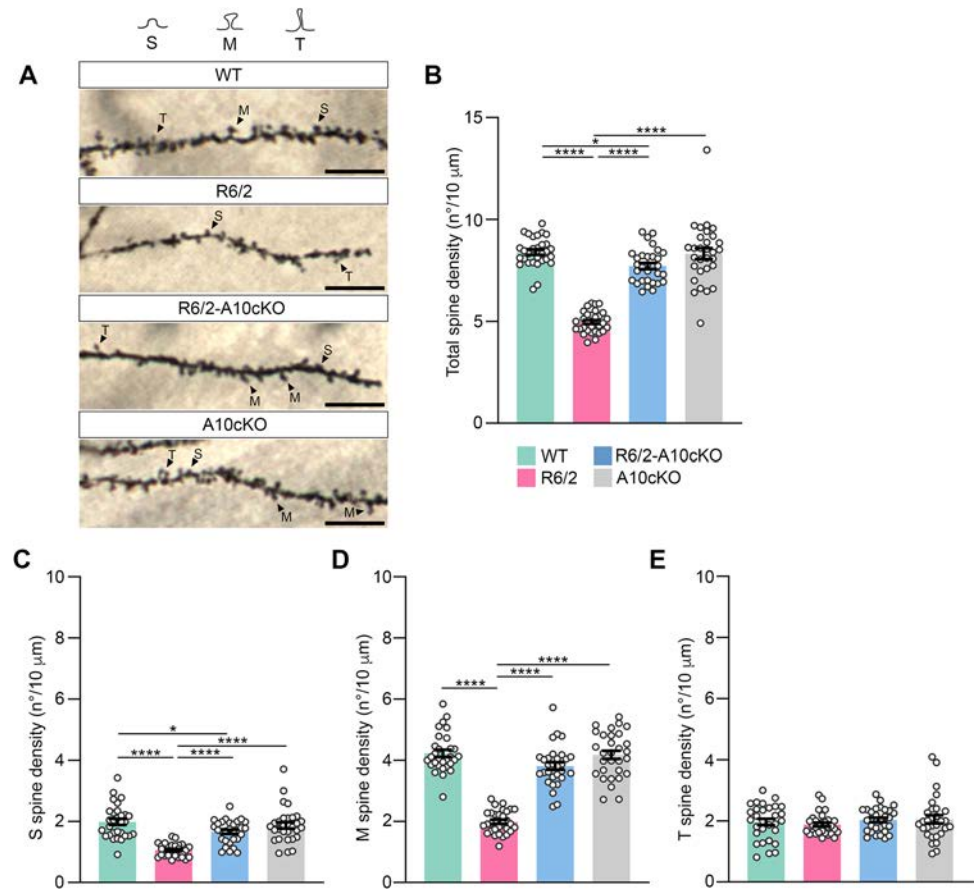 S M T
A
WT
T M S
R6/2
S T
R6/2-A10cKO
T S M M
A10cKO
T S M M
B
Total spine density (n°/10 μm)
15
10
5
0
****
*
**** ****
WT R6/2-A10cKO
R6/2 A10cKO
C
S spine density (n°/10 μm)
10
8
6
4
2
0
*
****
**** ****
D
M spine density (n°/10 μm)
10
8
6
4
2
0
****
****
****
E
T spine density (n°/10 μm)
10
8
6
4
2
0